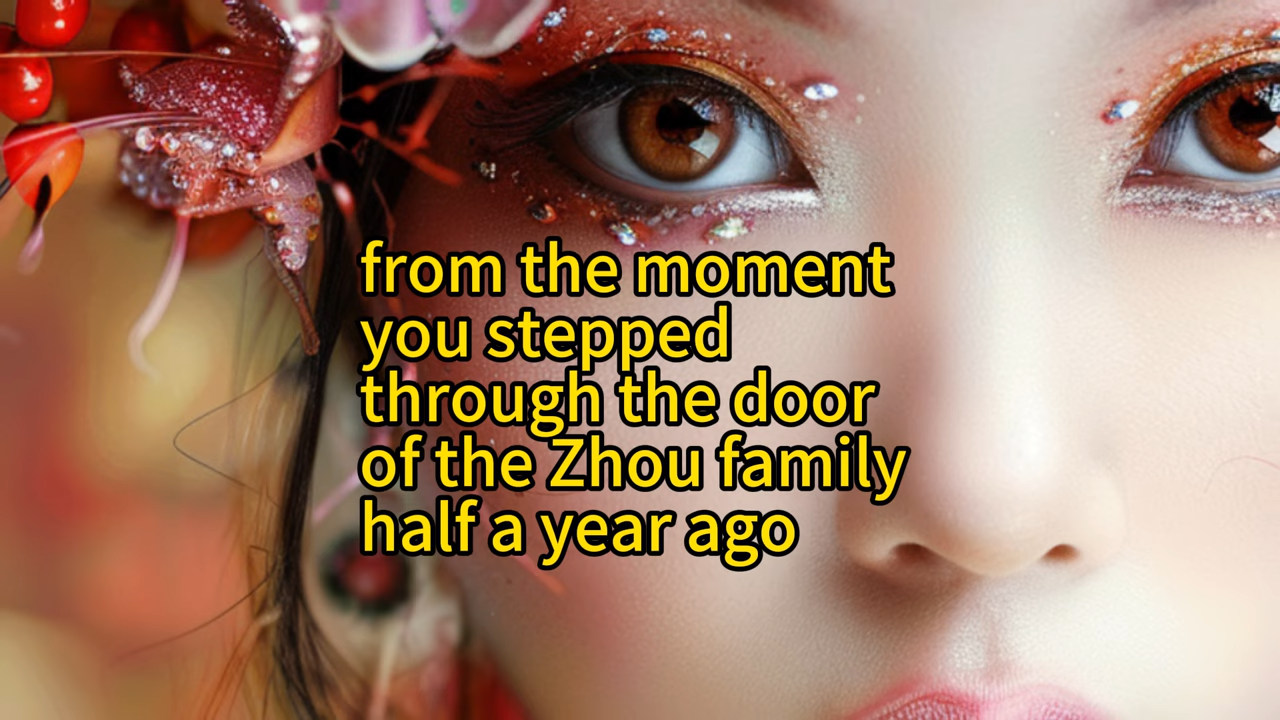 from the moment
you stepped
through the door
of the Zhou family
half a year ago